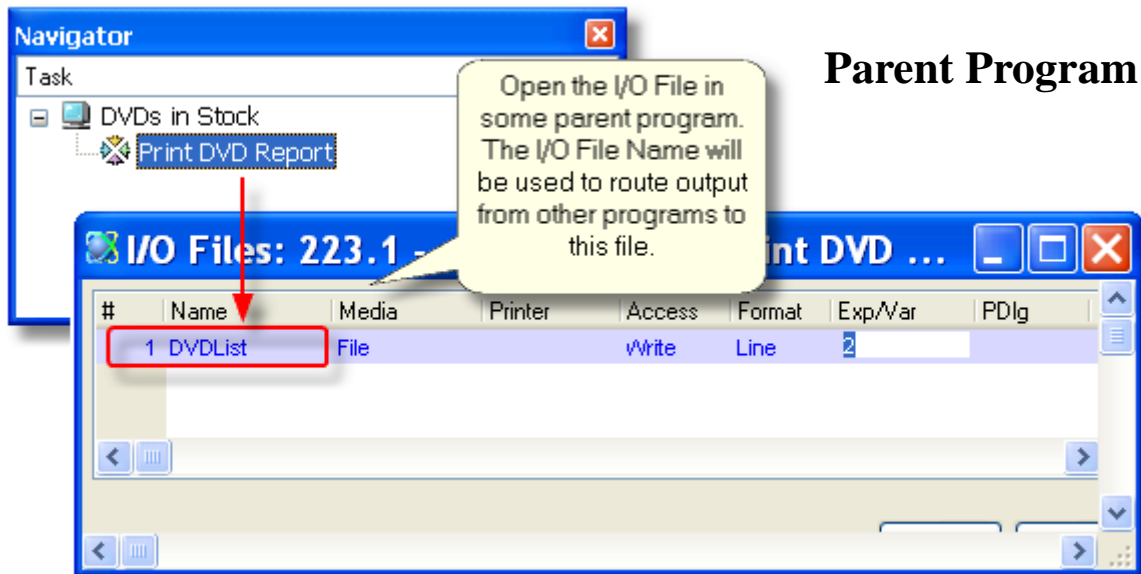 Navigator
Task
DVDs in Stock
Print DVD Report
Open the I/O File in
some parent program.
The I/O File Name will
be used to route output
from other programs to
this file.
Parent Program
I/O Files: 223.1 - int DVD ...
# Name Media Printer Access Format Exp/Var PDlg
1 DVDList File Write Line 2